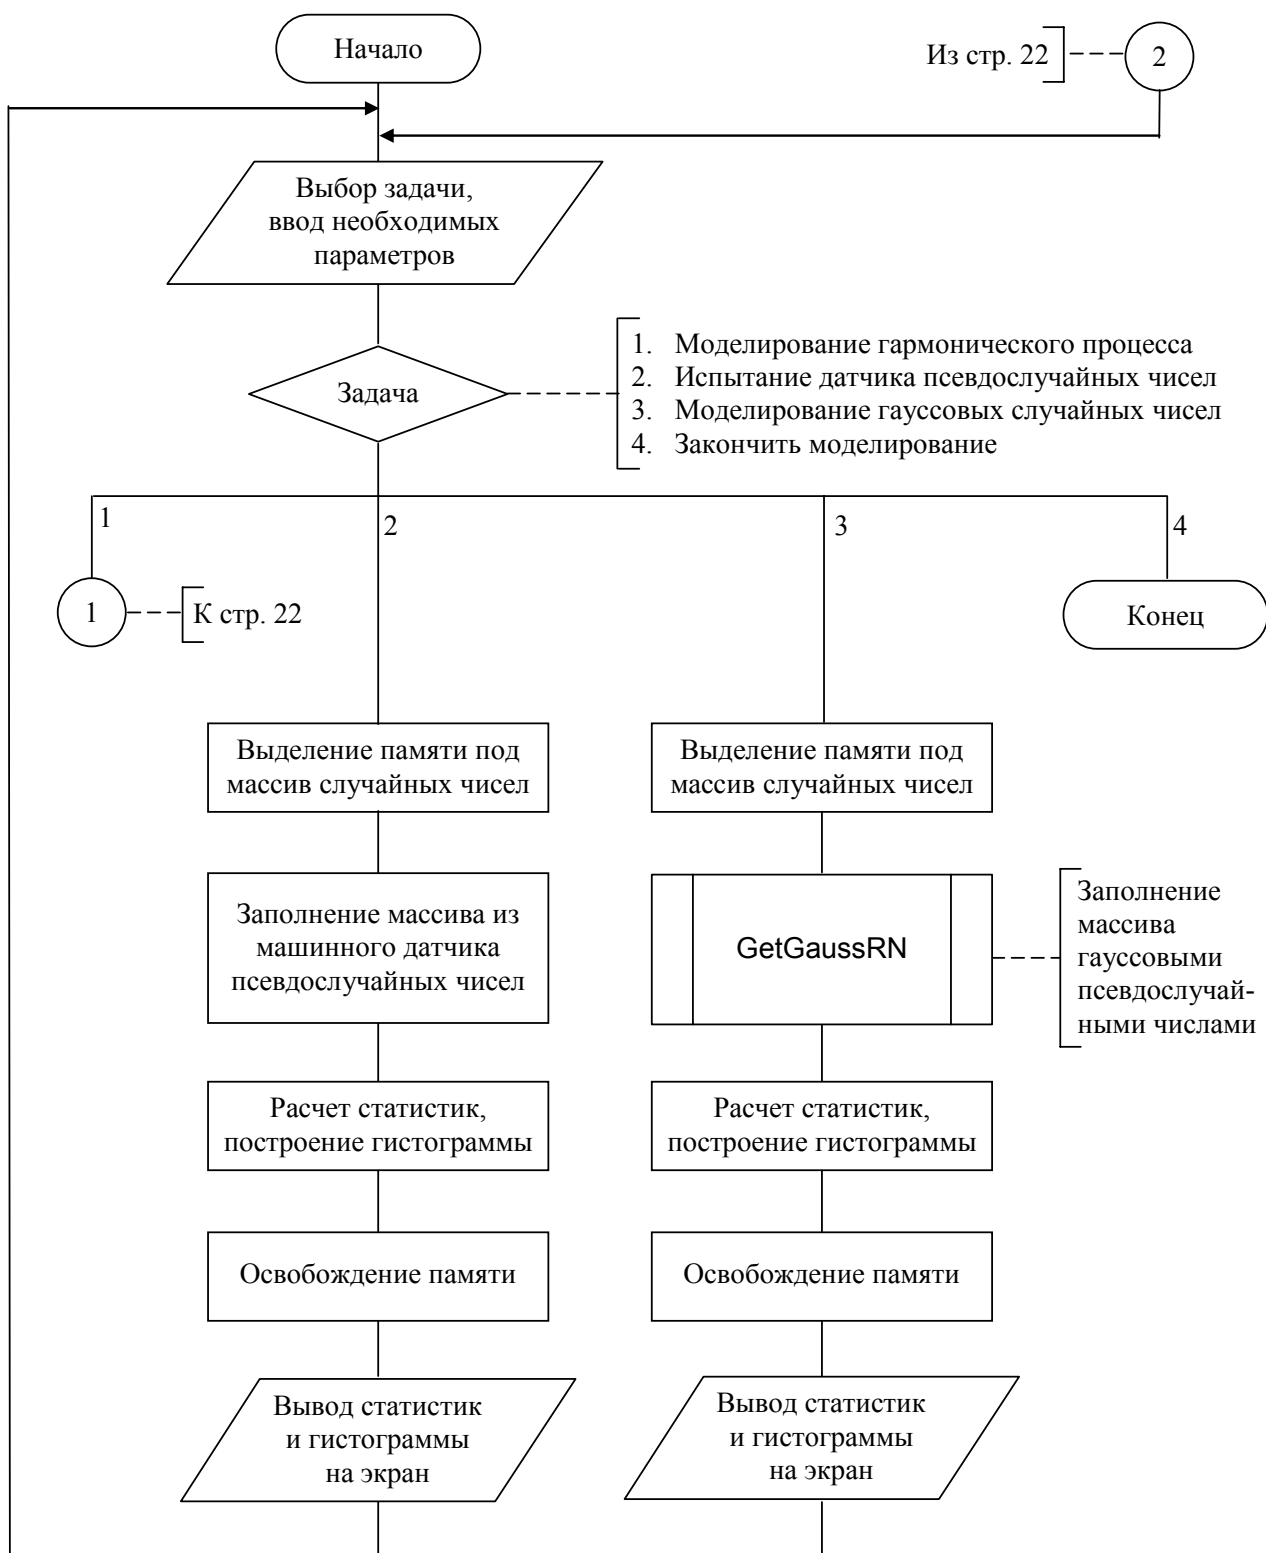 Начало
Из стр. 22
2
Выбор задачи,
ввод необходимых
параметров
Задача
1. Моделирование гармонического процесса
2. Испытание датчика псевдослучайных чисел
3. Моделирование гауссовых случайных чисел
4. Закончить моделирование
1
2
3
4
1
К стр. 22
Конец
Выделение памяти под
массив случайных чисел
Выделение памяти под
массив случайных чисел
Заполнение массива из
машинного датчика
псевдослучайных чисел
GetGaussRN
Заполнение
массива
гауссовыми
псевдослучай-
ными числами
Расчет статистик,
построение гистограммы
Расчет статистик,
построение гистограммы
Освобождение памяти
Освобождение памяти
Вывод статистик
и гистограммы
на экран
Вывод статистик
и гистограммы
на экран